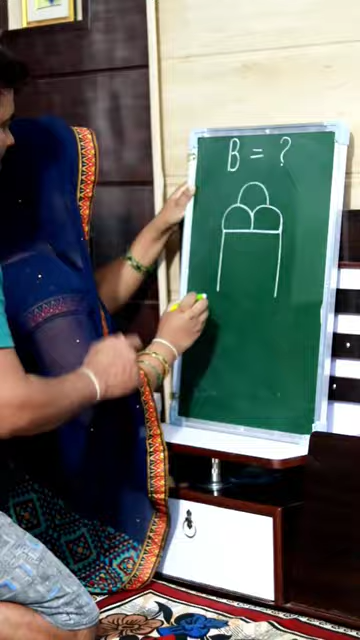 B = ?